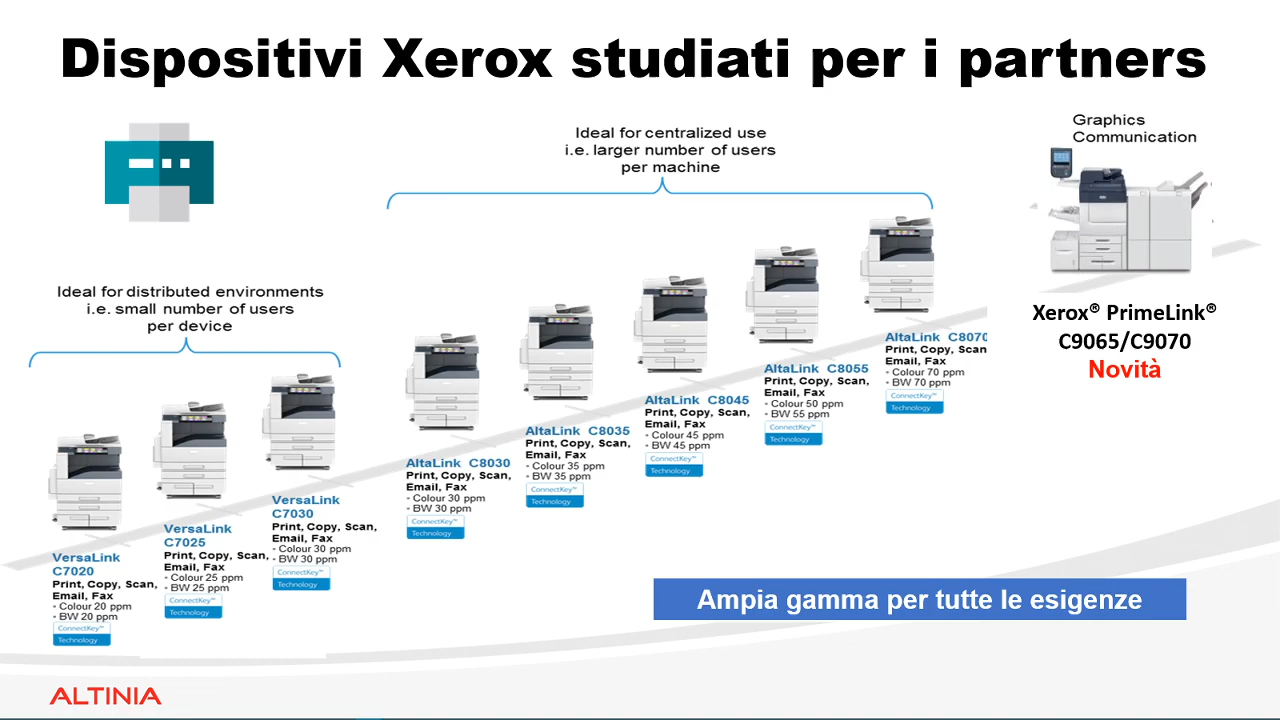 Dispositivi Xerox studiati per i partners
Ideal for centralized use
i.e. larger number of users
per machine
Graphics
Communication
Ideal for distributed environments
i.e. small number of users
per device
Xerox® PrimeLink®
C9065/C9070
Novità
VersaLink
C7020
Print, Copy, Scan,
Email, Fax
- Colour 20 ppm
- BW 20 ppm
ConnectKey™
Technology
VersaLink
C7025
Print, Copy, Scan,
Email, Fax
- Colour 25 ppm
- BW 25 ppm
ConnectKey™
Technology
VersaLink
C7030
Print, Copy, Scan,
Email, Fax
- Colour 30 ppm
- BW 30 ppm
ConnectKey™
Technology
AltaLink C8030
Print, Copy, Scan,
Email, Fax
- Colour 30 ppm
- BW 30 ppm
ConnectKey™
Technology
AltaLink C8035
Print, Copy, Scan,
Email, Fax
- Colour 35 ppm
- BW 35 ppm
ConnectKey™
Technology
AltaLink C8045
Print, Copy, Scan,
Email, Fax
- Colour 45 ppm
- BW 45 ppm
ConnectKey™
Technology
AltaLink C8055
Print, Copy, Scan,
Email, Fax
- Colour 50 ppm
- BW 55 ppm
ConnectKey™
Technology
AltaLink C8070
Print, Copy, Scan
Email, Fax
- Colour 70 ppm
- BW 70 ppm
ConnectKey™
Technology
Ampia gamma per tutte le esigenze
ALTINIA